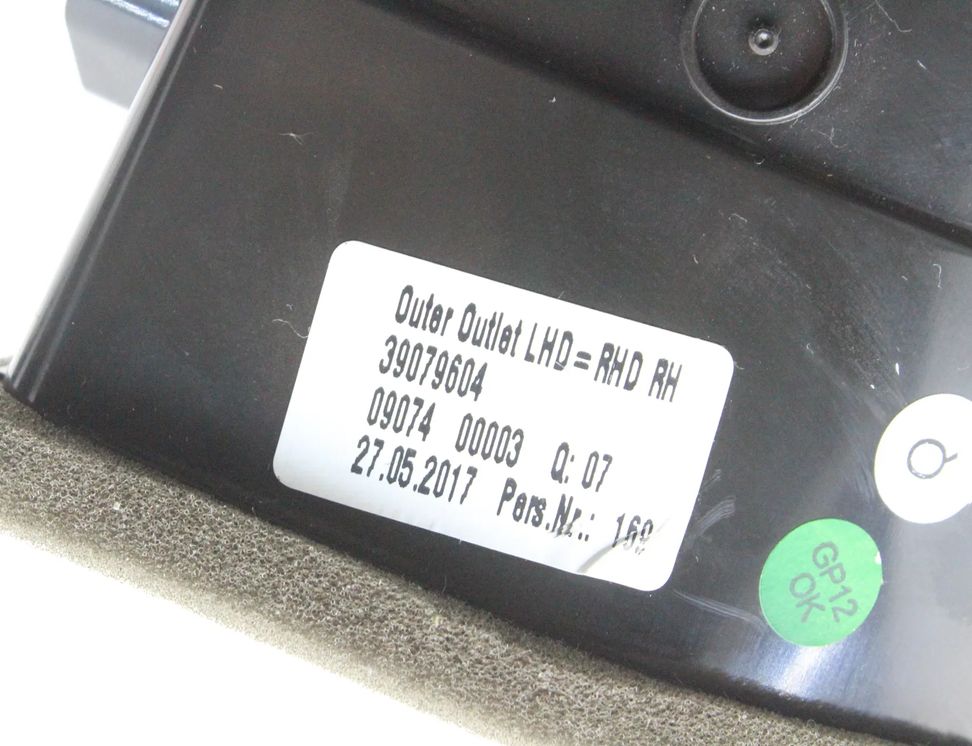 Outer Outlet LHD = RHD RH
39079604
09074 00003 Q: 07
27.05.2017 Pers.Nr.:
Q
GP12
OK